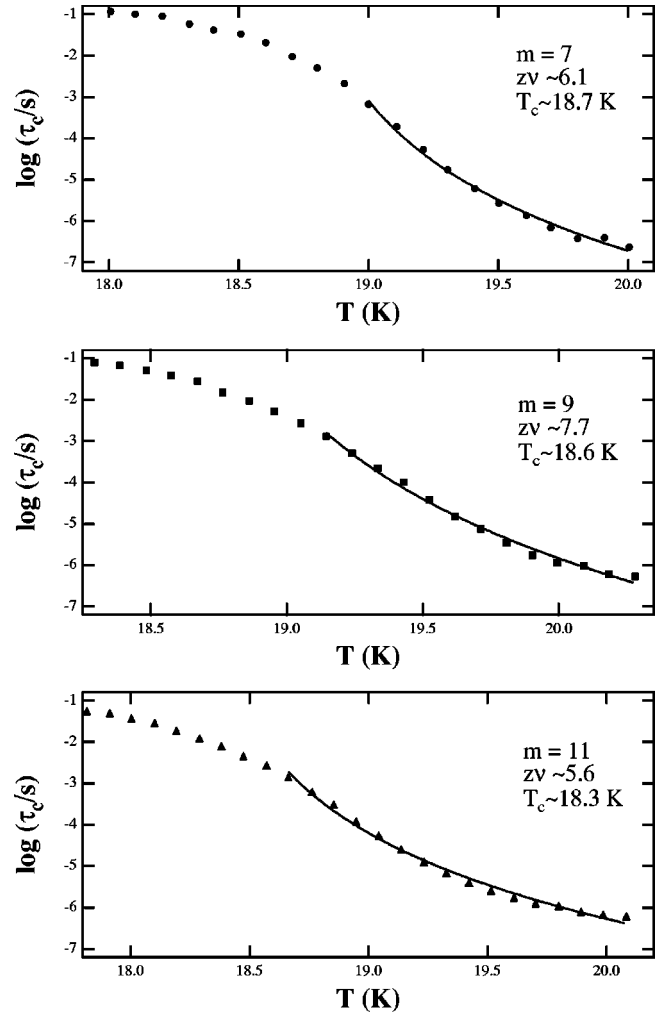 -1
-2
-3
-4
-5
-6
-7
log (τc/s)
m = 7
zν ~6.1
Tc~18.7 K
18.0 18.5 19.0 19.5 20.0
T (K)
-1
-2
-3
-4
-5
-6
-7
log (τc/s)
m = 9
zν ~7.7
Tc~18.6 K
18.5 19.0 19.5 20.0
T (K)
-1
-2
-3
-4
-5
-6
-7
log (τc/s)
m = 11
zν ~5.6
Tc~18.3 K
18.0 18.5 19.0 19.5 20.0
T (K)